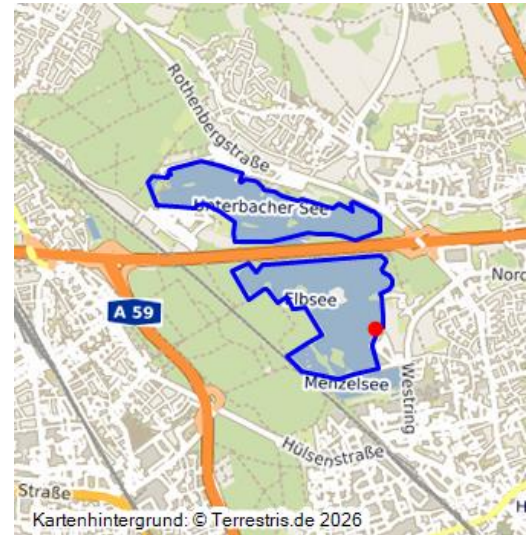 Rothenbergstraße
Unterbacher See
Nord
Elbsee
A 59
Menzelsee
Westring
Hülsenstraße
Straße
H
Kartenhintergrund: © Terrestris.de 2026